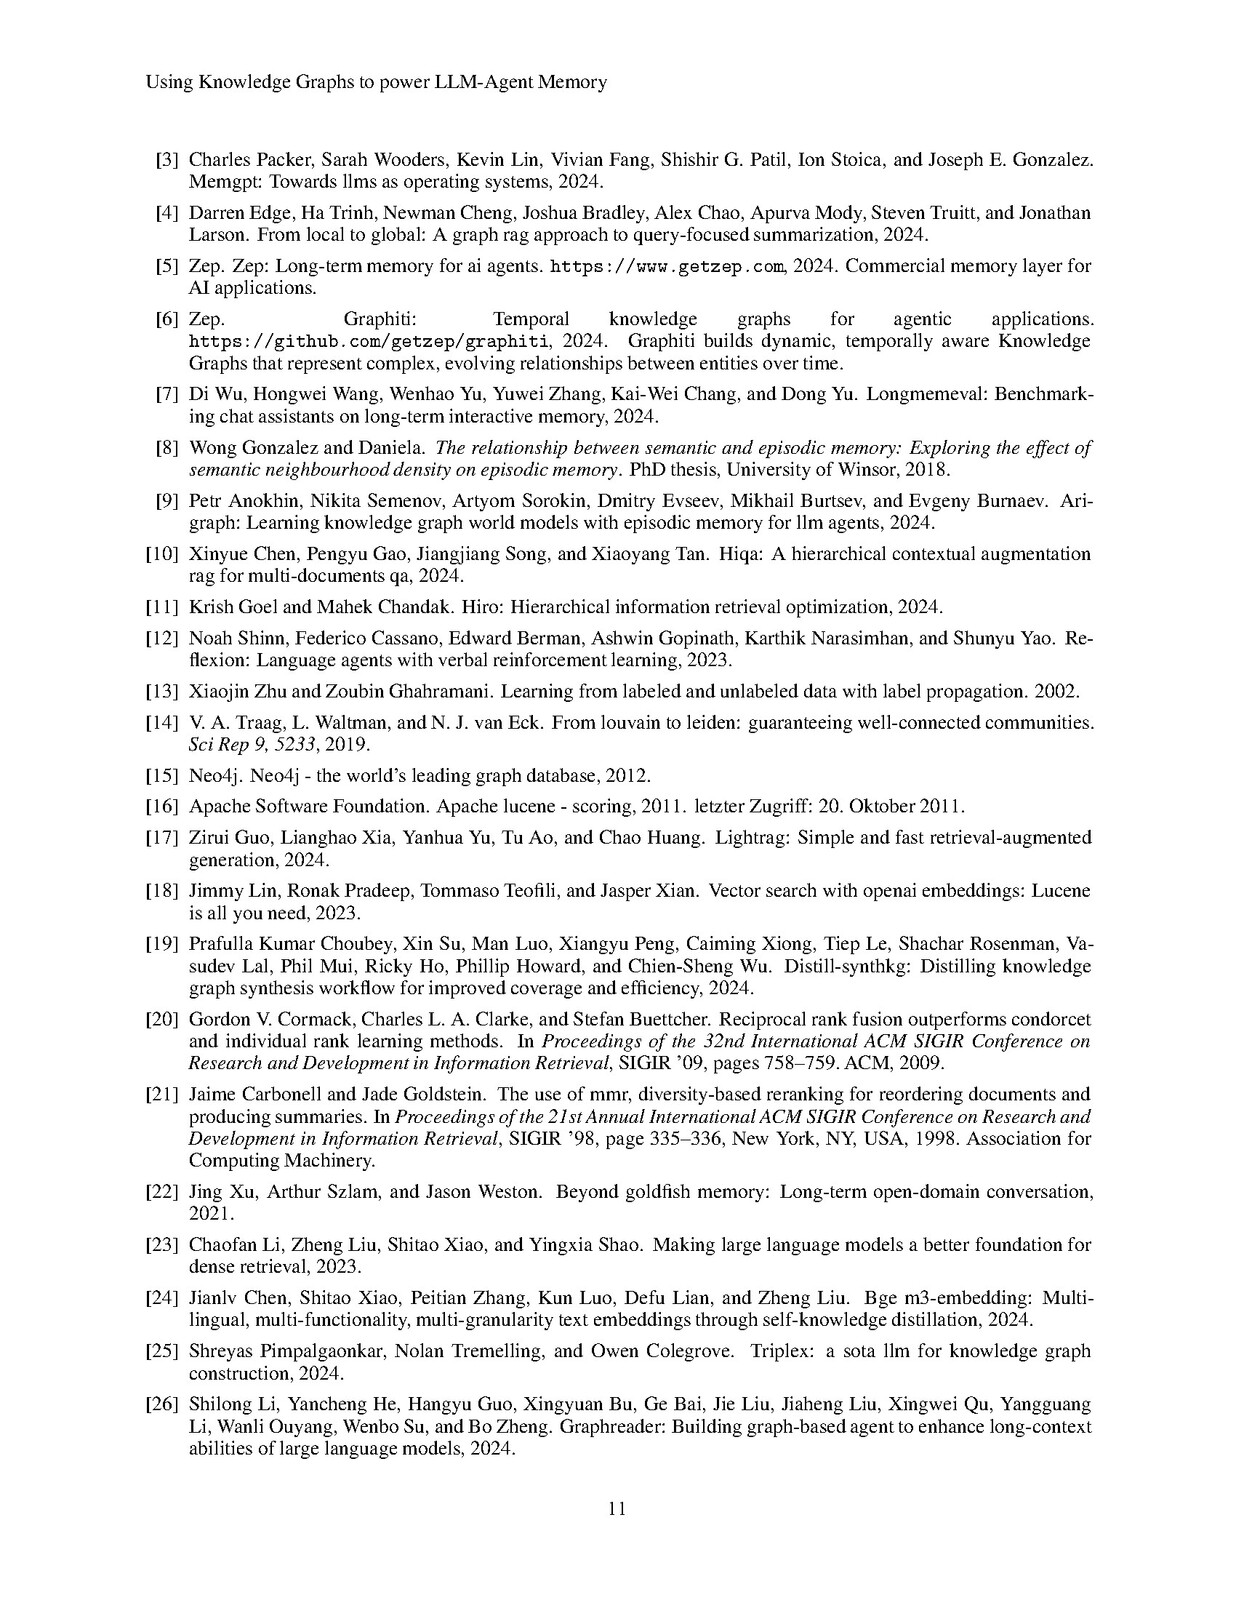 Using Knowledge Graphs to power LLM-Agent Memory
[3] Charles Packer, Sarah Wooders, Kevin Lin, Vivian Fang, Shishir G. Patil, Ion Stoica, and Joseph E. Gonzalez.
Memgpt: Towards llms as operating systems, 2024.
[4] Darren Edge, Ha Trinh, Newman Cheng, Joshua Bradley, Alex Chao, Apurva Mody, Steven Truitt, and Jonathan
Larson. From local to global: A graph rag approach to query-focused summarization, 2024.
[5] Zep. Zep: Long-term memory for ai agents. https://www.getzep.com, 2024. Commercial memory layer for
AI applications.
[6] Zep. Graphiti: Temporal knowledge graphs for agentic applications.
https://github.com/getzep/graphiti, 2024. Graphiti builds dynamic, temporally aware Knowledge
Graphs that represent complex, evolving relationships between entities over time.
[7] Di Wu, Hongwei Wang, Wenhao Yu, Yuwei Zhang, Kai-Wei Chang, and Dong Yu. Longmemeval: Benchmark-
ing chat assistants on long-term interactive memory, 2024.
[8] Wong Gonzalez and Daniela. The relationship between semantic and episodic memory: Exploring the effect of
semantic neighbourhood density on episodic memory. PhD thesis, University of Winsor, 2018.
[9] Petr Anokhin, Nikita Semenov, Artyom Sorokin, Dmitry Evseev, Mikhail Burtsev, and Evgeny Burnaev. Ari-
graph: Learning knowledge graph world models with episodic memory for llm agents, 2024.
[10] Xinyue Chen, Pengyu Gao, Jiangjiang Song, and Xiaoyang Tan. Hiqa: A hierarchical contextual augmentation
rag for multi-documents qa, 2024.
[11] Krish Goel and Mahek Chandak. Hiro: Hierarchical information retrieval optimization, 2024.
[12] Noah Shinn, Federico Cassano, Edward Berman, Ashwin Gopinath, Karthik Narasimhan, and Shunyu Yao. Re-
flexion: Language agents with verbal reinforcement learning, 2023.
[13] Xiaojin Zhu and Zoubin Ghahramani. Learning from labeled and unlabeled data with label propagation. 2002.
[14] V. A. Traag, L. Waltman, and N. J. van Eck. From louvain to leiden: guaranteeing well-connected communities.
Sci Rep 9, 5233, 2019.
[15] Neo4j. Neo4j - the world's leading graph database, 2012.
[16] Apache Software Foundation. Apache lucene - scoring, 2011. letzter Zugriff: 20. Oktober 2011.
[17] Zirui Guo, Lianghao Xia, Yanhua Yu, Tu Ao, and Chao Huang. Lightrag: Simple and fast retrieval-augmented
generation, 2024.
[18] Jimmy Lin, Ronak Pradeep, Tommaso Teofili, and Jasper Xian. Vector search with openai embeddings: Lucene
is all you need, 2023.
[19] Prafulla Kumar Choubey, Xin Su, Man Luo, Xiangyu Peng, Caiming Xiong, Tiep Le, Shachar Rosenman, Va-
sudev Lal, Phil Mui, Ricky Ho, Phillip Howard, and Chien-Sheng Wu. Distill-synthkg: Distilling knowledge
graph synthesis workflow for improved coverage and efficiency, 2024.
[20] Gordon V. Cormack, Charles L. A. Clarke, and Stefan Buettcher. Reciprocal rank fusion outperforms condorcet
and individual rank learning methods. In Proceedings of the 32nd International ACM SIGIR Conference on
Research and Development in Information Retrieval, SIGIR '09, pages 758–759. ACM, 2009.
[21] Jaime Carbonell and Jade Goldstein. The use of mmr, diversity-based reranking for reordering documents and
producing summaries. In Proceedings of the 21st Annual International ACM SIGIR Conference on Research and
Development in Information Retrieval, SIGIR '98, page 335–336, New York, NY, USA, 1998. Association for
Computing Machinery.
[22] Jing Xu, Arthur Szlam, and Jason Weston. Beyond goldfish memory: Long-term open-domain conversation,
2021.
[23] Chaofan Li, Zheng Liu, Shitao Xiao, and Yingxia Shao. Making large language models a better foundation for
dense retrieval, 2023.
[24] Jianlv Chen, Shitao Xiao, Peitian Zhang, Kun Luo, Defu Lian, and Zheng Liu. Bge m3-embedding: Multi-
lingual, multi-functionality, multi-granularity text embeddings through self-knowledge distillation, 2024.
[25] Shreyas Pimpalgaonkar, Nolan Tremelling, and Owen Colegrove. Triplex: a sota llm for knowledge graph
construction, 2024.
[26] Shilong Li, Yancheng He, Hangyu Guo, Xingyuan Bu, Ge Bai, Jie Liu, Jiaheng Liu, Xingwei Qu, Yangguang
Li, Wanli Ouyang, Wenbo Su, and Bo Zheng. Graphreader: Building graph-based agent to enhance long-context
abilities of large language models, 2024.
11